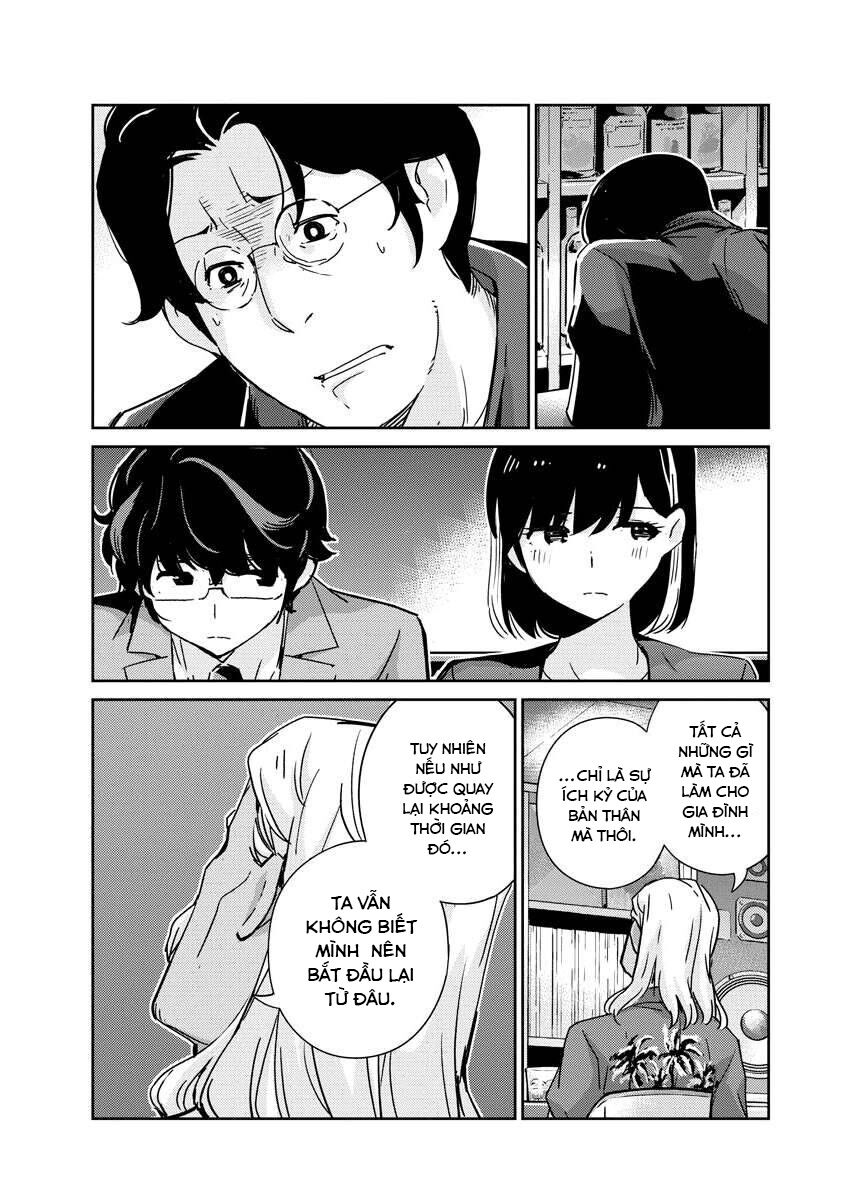 TẤT CẢ
NHỮNG GÌ
MÀ TA ĐÃ
LÀM CHO
GIA ĐÌNH
MÌNH...
...CHỈ LÀ SỰ
ÍCH KỶ CỦA
BẢN THÂN
MÀ THÔI.
TUY NHIÊN
NẾU NHƯ
ĐƯỢC QUAY
LẠI KHOẢNG
THỜI GIAN
ĐÓ...
TA VẪN
KHÔNG BIẾT
MÌNH NÊN
BẮT ĐẦU LẠI
TỪ ĐÂU.